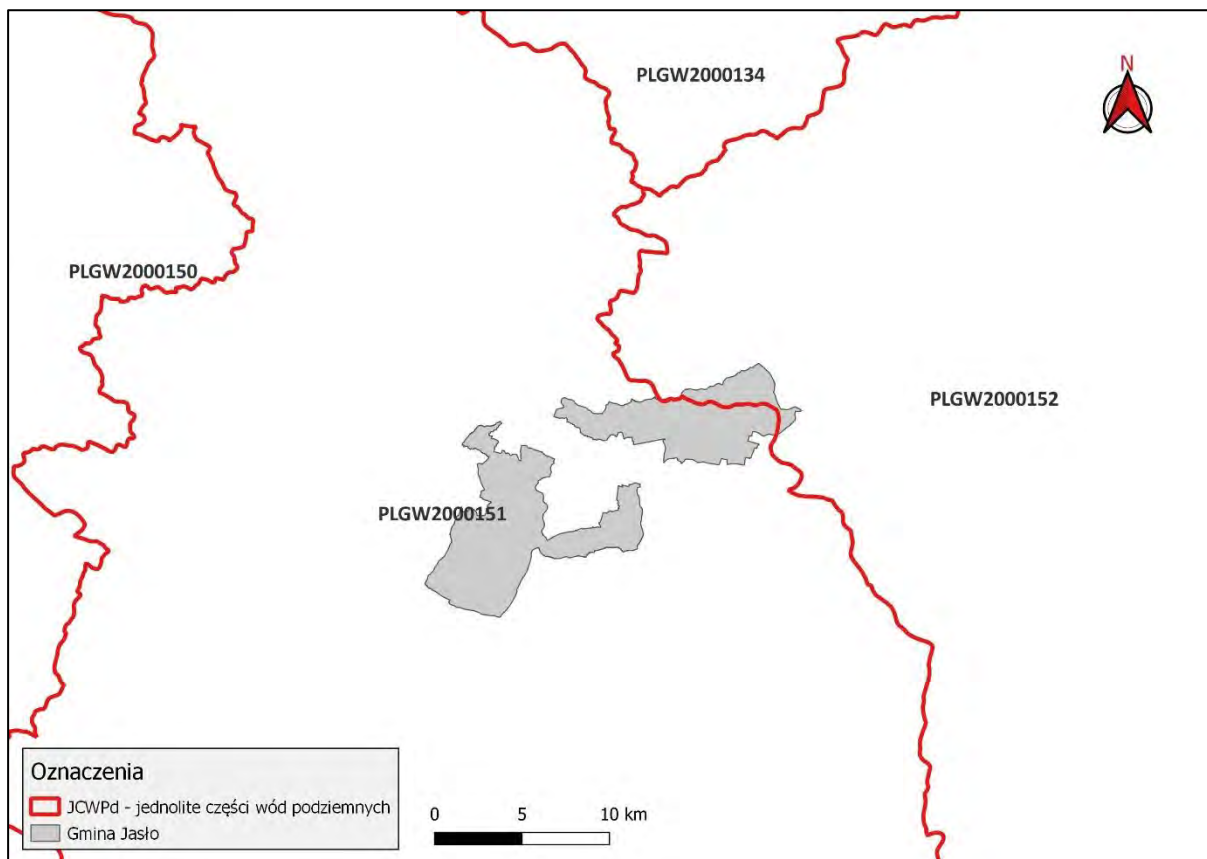 PLGW2000134
N
PLGW2000150
PLGW2000152
PLGW2000151
Oznaczenia
JCWPd - jednolite części wód podziemnych
Gmina Jasło
0 5 10 km